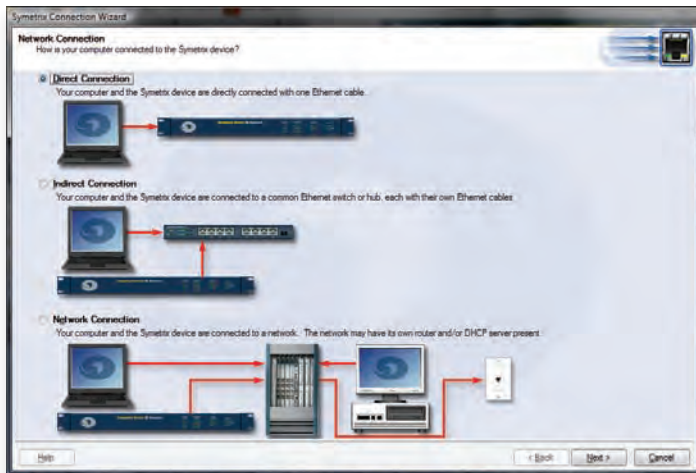 Symetrix Connection Wizard
Network Connection
How is your computer connected to the Symetrix device?
Direct Connection
Your computer and the Symetrix device are directly connected with one Ethernet cable.
Indirect Connection
Your computer and the Symetrix device are connected to a common Ethernet switch or hub, each with their own Ethernet cables
Network Connection
Your computer and the Symetrix device are connected to a network. The network may have its own router and/or DHCP server present
Help
< Back
Next >
Cancel